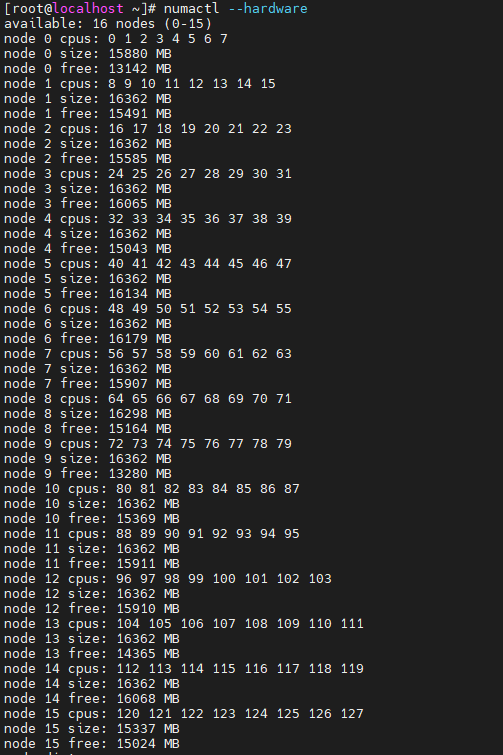 [root@localhost ~]# numactl --hardware
available: 16 nodes (0-15)
node 0 cpus: 0 1 2 3 4 5 6 7
node 0 size: 15880 MB
node 0 free: 13142 MB
node 1 cpus: 8 9 10 11 12 13 14 15
node 1 size: 16362 MB
node 1 free: 15491 MB
node 2 cpus: 16 17 18 19 20 21 22 23
node 2 size: 16362 MB
node 2 free: 15585 MB
node 3 cpus: 24 25 26 27 28 29 30 31
node 3 size: 16362 MB
node 3 free: 16065 MB
node 4 cpus: 32 33 34 35 36 37 38 39
node 4 size: 16362 MB
node 4 free: 15043 MB
node 5 cpus: 40 41 42 43 44 45 46 47
node 5 size: 16362 MB
node 5 free: 16134 MB
node 6 cpus: 48 49 50 51 52 53 54 55
node 6 size: 16362 MB
node 6 free: 16179 MB
node 7 cpus: 56 57 58 59 60 61 62 63
node 7 size: 16362 MB
node 7 free: 15907 MB
node 8 cpus: 64 65 66 67 68 69 70 71
node 8 size: 16298 MB
node 8 free: 15164 MB
node 9 cpus: 72 73 74 75 76 77 78 79
node 9 size: 16362 MB
node 9 free: 13280 MB
node 10 cpus: 80 81 82 83 84 85 86 87
node 10 size: 16362 MB
node 10 free: 15369 MB
node 11 cpus: 88 89 90 91 92 93 94 95
node 11 size: 16362 MB
node 11 free: 15911 MB
node 12 cpus: 96 97 98 99 100 101 102 103
node 12 size: 16362 MB
node 12 free: 15910 MB
node 13 cpus: 104 105 106 107 108 109 110 111
node 13 size: 16362 MB
node 13 free: 14365 MB
node 14 cpus: 112 113 114 115 116 117 118 119
node 14 size: 16362 MB
node 14 free: 16068 MB
node 15 cpus: 120 121 122 123 124 125 126 127
node 15 size: 15337 MB
node 15 free: 15024 MB